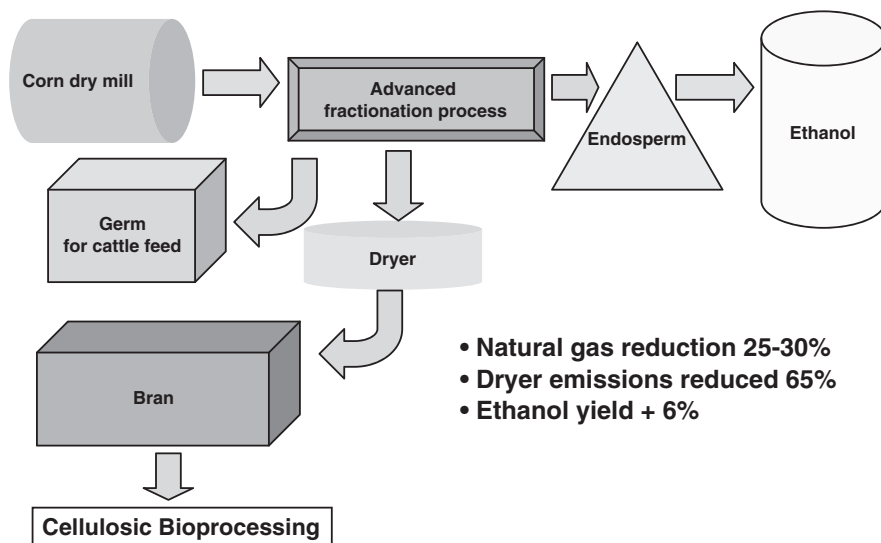 Corn dry mill
Advanced
fractionation process
Endosperm
Ethanol
Germ
for cattle feed
Dryer
Bran
• Natural gas reduction 25-30%
• Dryer emissions reduced 65%
• Ethanol yield + 6%
Cellulosic Bioprocessing